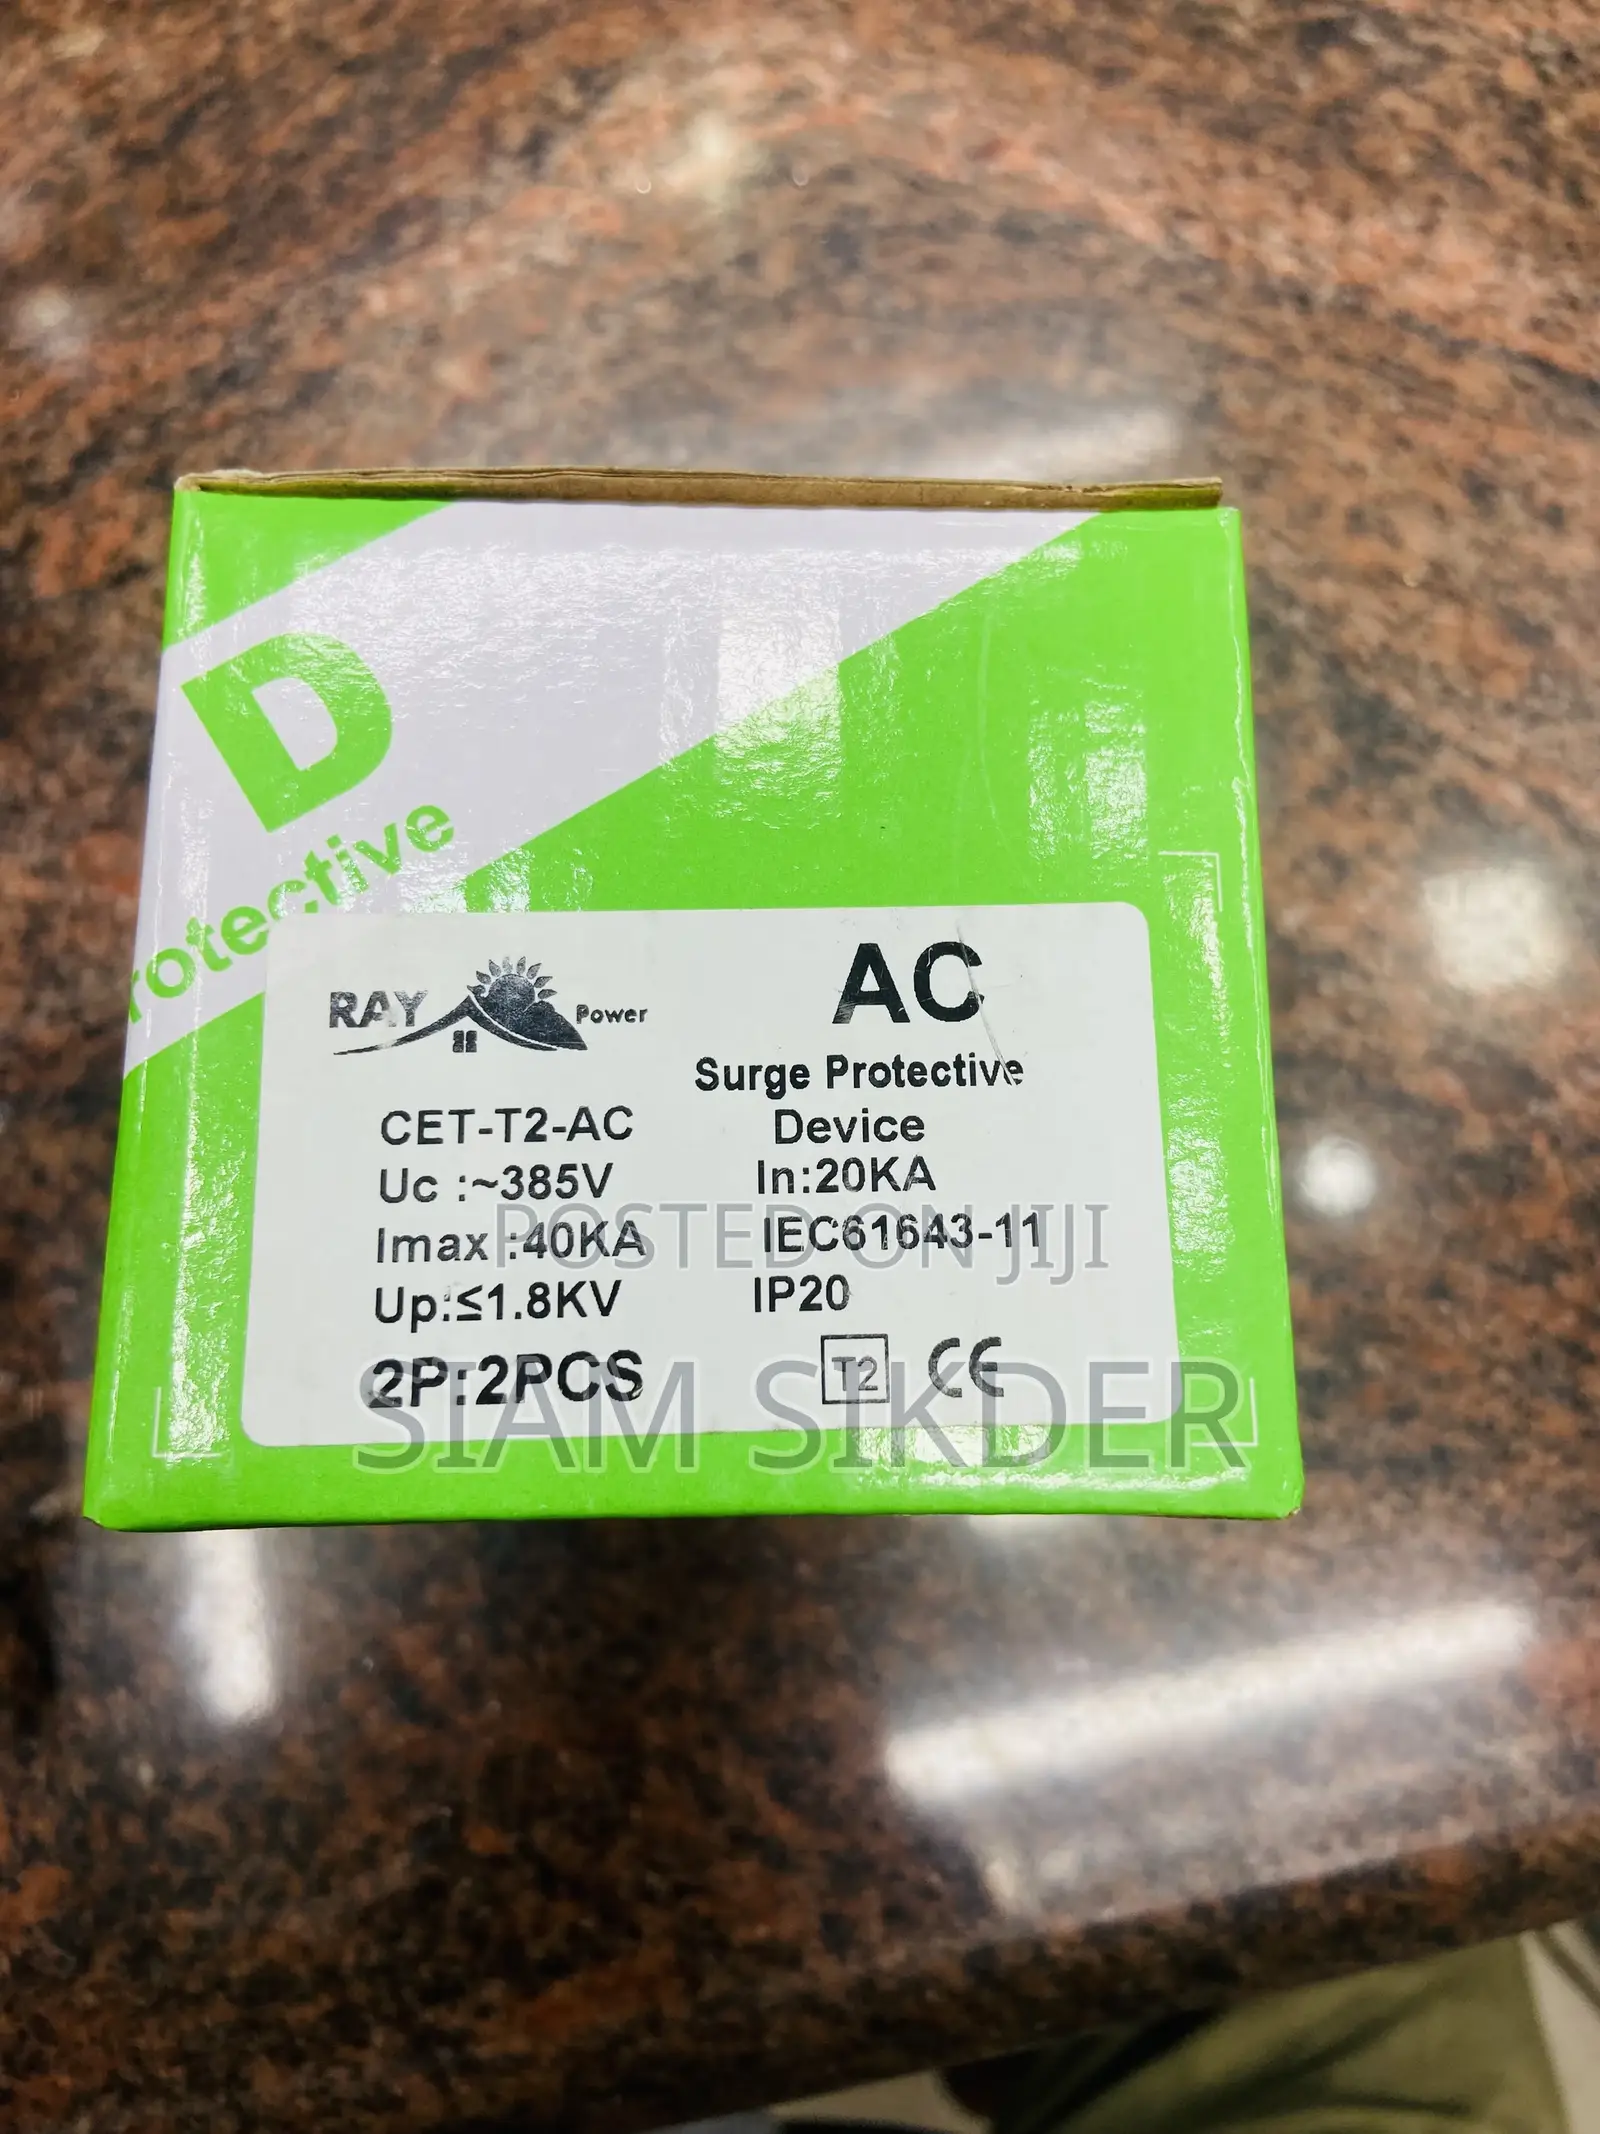 D
rotective
RAY Power
AC
Surge Protective
Device
CET-T2-AC
Uc :~385V
In:20KA
Imax :40KA
IEC61643-11
Up:≤1.8KV
IP20
2P:2PCS
T2 CE
POSTED ON JIJI
SIAM SIKDER